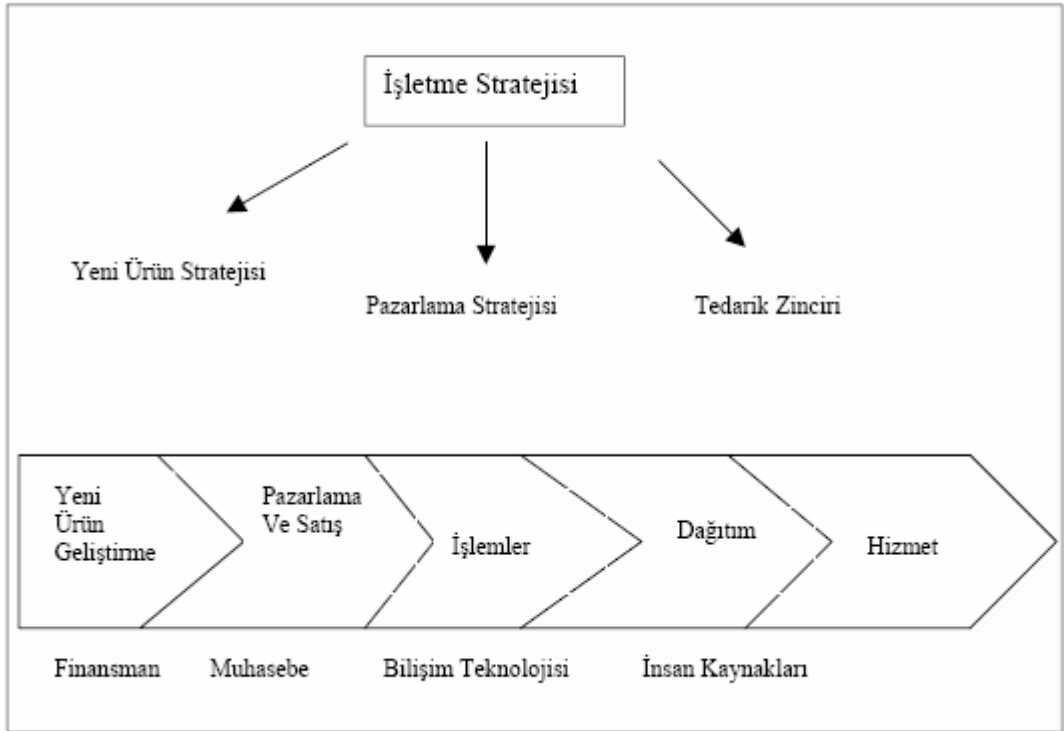 İşletme Stratejisi
Yeni Ürün Stratejisi
Pazarlama Stratejisi
Tedarik Zinciri
Yeni
Ürün
Geliştirme
Pazarlama
Ve Satış
İşlemler
Dağıtım
Hizmet
Finansman
Muhasebe
Bilişim Teknolojisi
İnsan Kaynakları